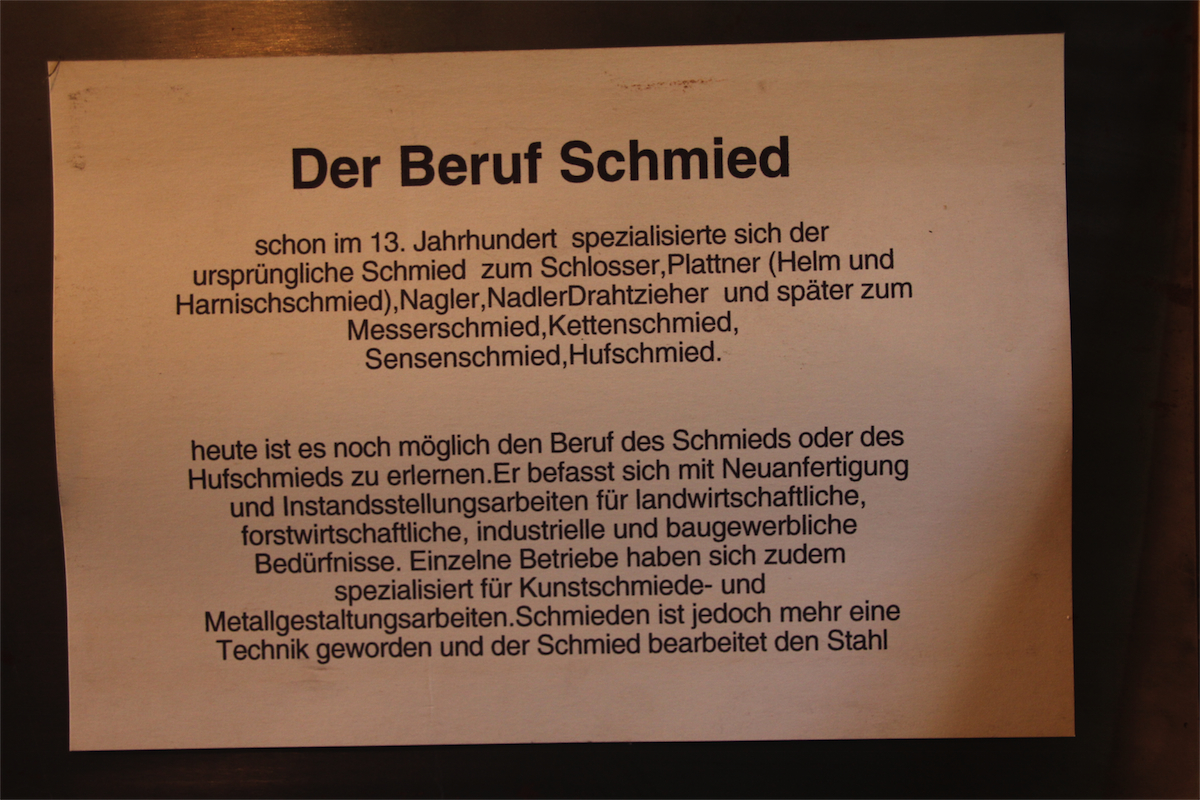 Der Beruf Schmied
schon im 13. Jahrhundert  spezialisierte sich der
ursprüngliche Schmied  zum Schlosser,Plattner (Helm und
Harnischschmied),Nagler,NadlerDrahtzieher  und später zum
Messerschmied,Kettenschmied,
Sensenschmied,Hufschmied.
heute ist es noch möglich den Beruf des Schmieds oder des
Hufschmieds zu erlernen.Er befasst sich mit Neuanfertigung
und Instandsstellungsarbeiten für landwirtschaftliche,
forstwirtschaftliche, industrielle und baugewerbliche
Bedürfnisse. Einzelne Betriebe haben sich zudem
spezialisiert für Kunstschmiede- und
Metallgestaltungsarbeiten.Schmieden ist jedoch mehr eine
Technik geworden und der Schmied bearbeitet den Stahl